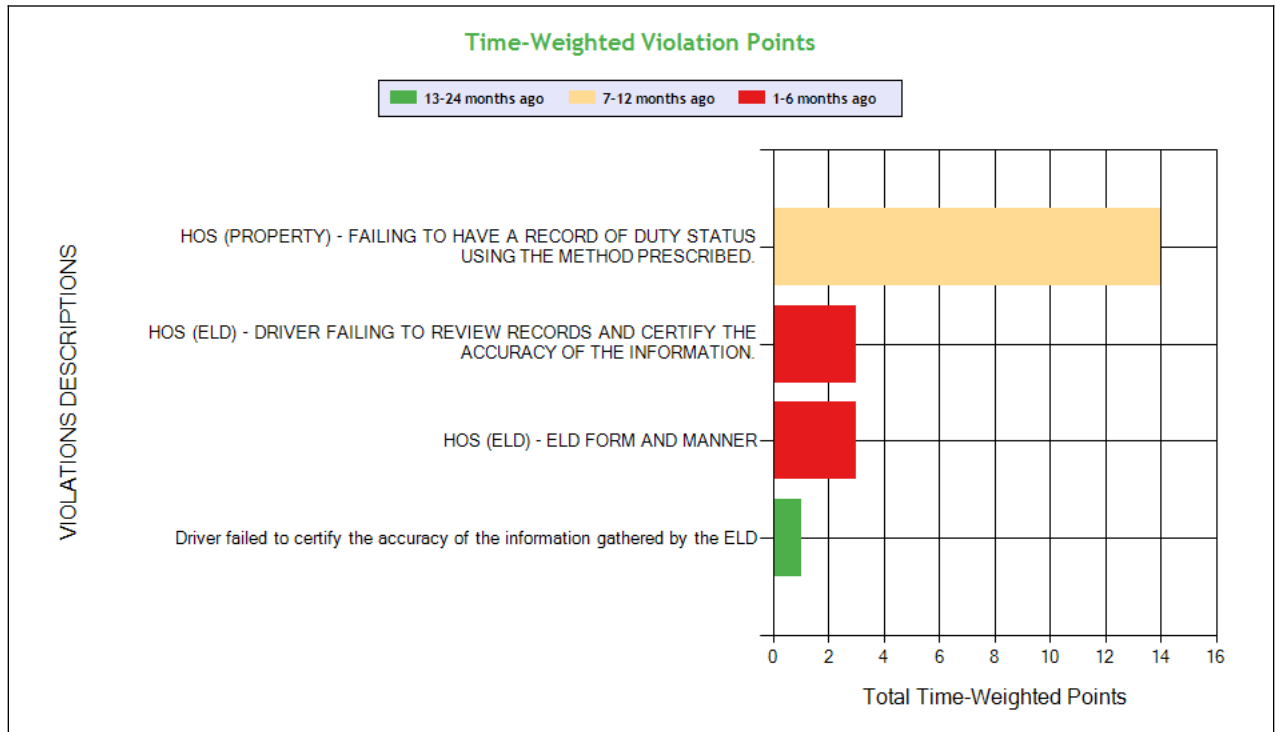 Time-Weighted Violation Points
13-24 months ago 7-12 months ago 1-6 months ago
VIOLATIONS DESCRIPTIONS
HOS (PROPERTY) - FAILING TO HAVE A RECORD OF DUTY STATUS
USING THE METHOD PRESCRIBED.
HOS (ELD) - DRIVER FAILING TO REVIEW RECORDS AND CERTIFY THE
ACCURACY OF THE INFORMATION.
HOS (ELD) - ELD FORM AND MANNER
Driver failed to certify the accuracy of the information gathered by the ELD
0 2 4 6 8 10 12 14 16
Total Time-Weighted Points